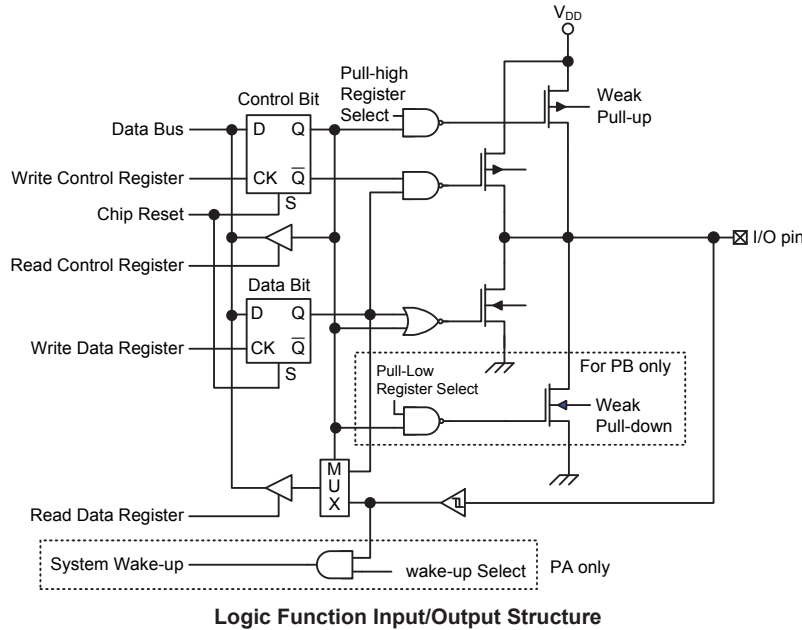 V_DD
Pull-high
Register
Select
Weak
Pull-up
Control Bit
Data Bus
D Q
Write Control Register
CK Q̅
S
Chip Reset
I/O pin
Read Control Register
Data Bit
D Q
Write Data Register
CK Q̅
S
For PB only
Pull-Low
Register Select
Weak
Pull-down
M
U
X
Read Data Register
System Wake-up
wake-up Select
PA only
Logic Function Input/Output Structure